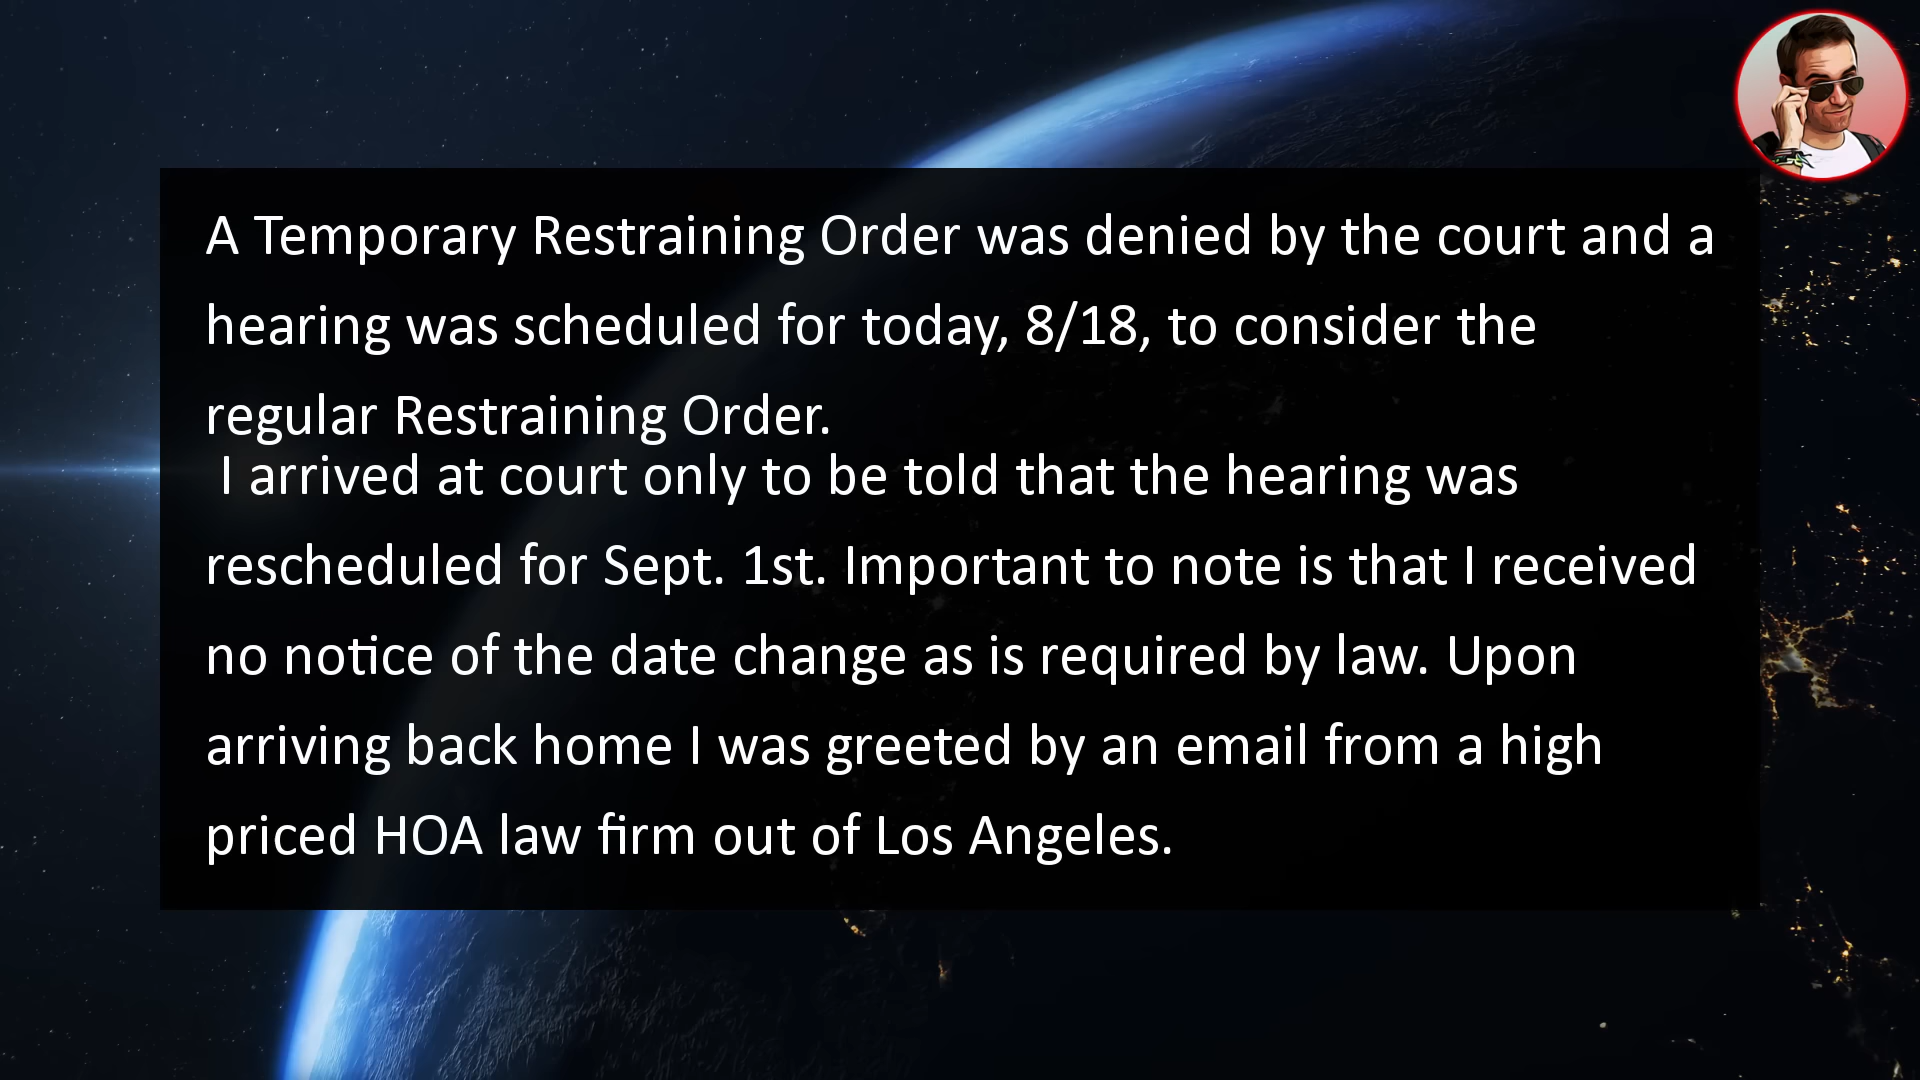 A Temporary Restraining Order was denied by the court and a
hearing was scheduled for today, 8/18, to consider the
regular Restraining Order.
I arrived at court only to be told that the hearing was
rescheduled for Sept. 1st. Important to note is that I received
no notice of the date change as is required by law. Upon
arriving back home I was greeted by an email from a high
priced HOA law firm out of Los Angeles.